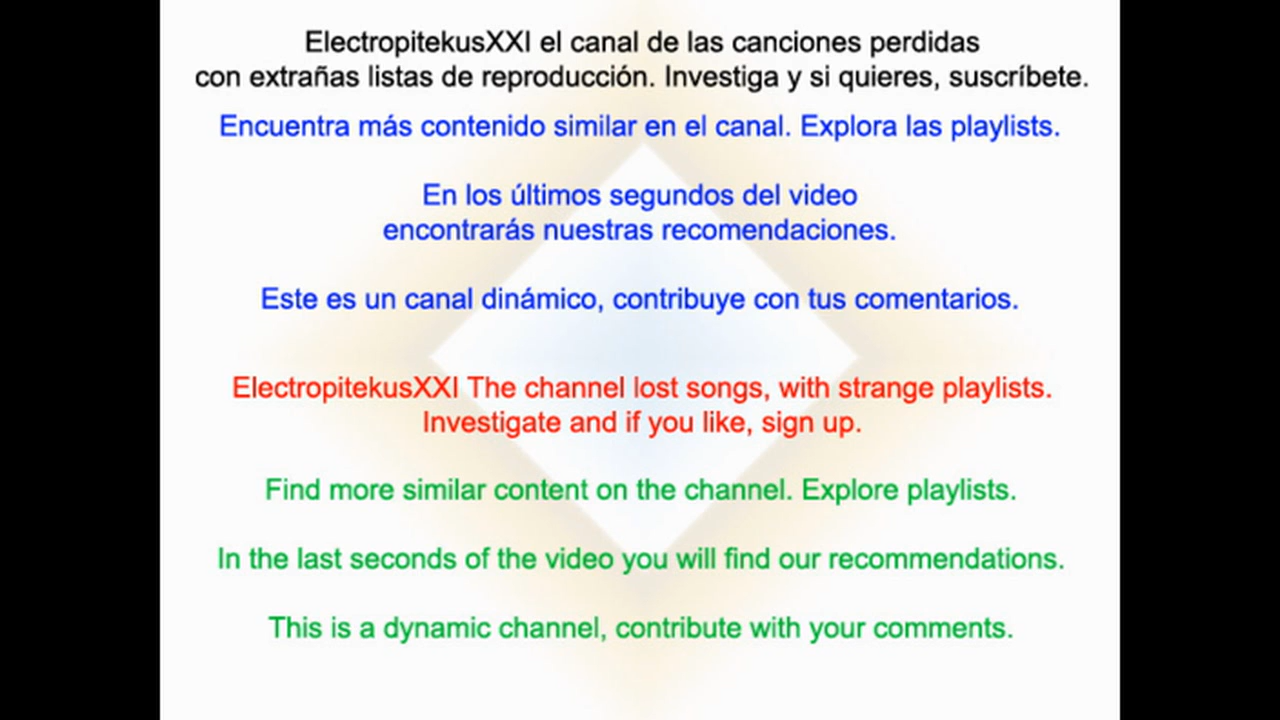 ElectropitekusXXI el canal de las canciones perdidas
con extrañas listas de reproducción. Investiga y si quieres, suscríbete.
Encuentra más contenido similar en el canal. Explora las playlists.
En los últimos segundos del video
encontrarás nuestras recomendaciones.
Este es un canal dinámico, contribuye con tus comentarios.
ElectropitekusXXI The channel lost songs, with strange playlists.
Investigate and if you like, sign up.
Find more similar content on the channel. Explore playlists.
In the last seconds of the video you will find our recommendations.
This is a dynamic channel, contribute with your comments.